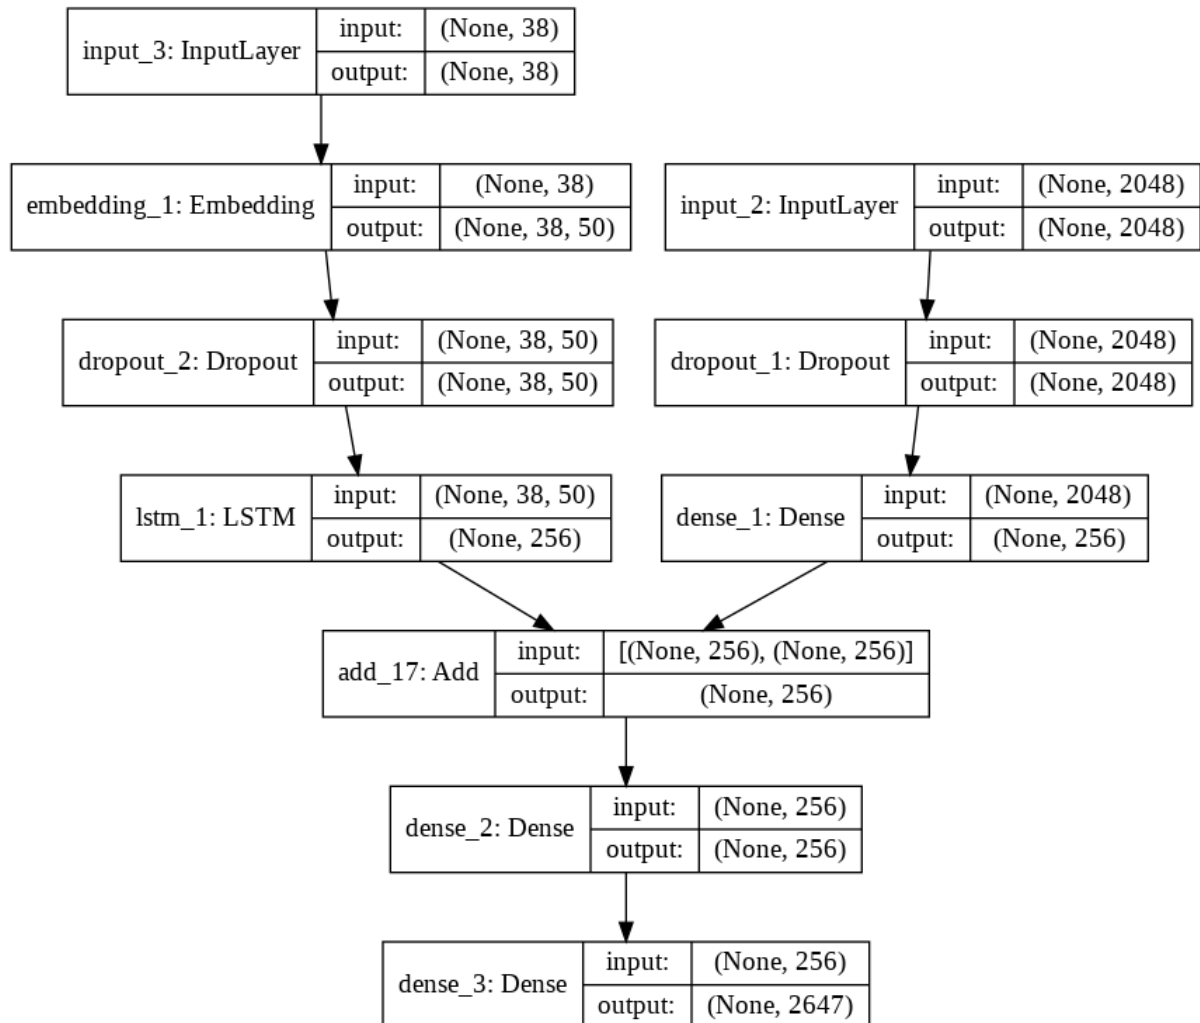 input_3: InputLayer
input: (None, 38)
output: (None, 38)
embedding_1: Embedding
input: (None, 38)
output: (None, 38, 50)
input_2: InputLayer
input: (None, 2048)
output: (None, 2048)
dropout_2: Dropout
input: (None, 38, 50)
output: (None, 38, 50)
dropout_1: Dropout
input: (None, 2048)
output: (None, 2048)
lstm_1: LSTM
input: (None, 38, 50)
output: (None, 256)
dense_1: Dense
input: (None, 2048)
output: (None, 256)
add_17: Add
input: [(None, 256), (None, 256)]
output: (None, 256)
dense_2: Dense
input: (None, 256)
output: (None, 256)
dense_3: Dense
input: (None, 256)
output: (None, 2647)